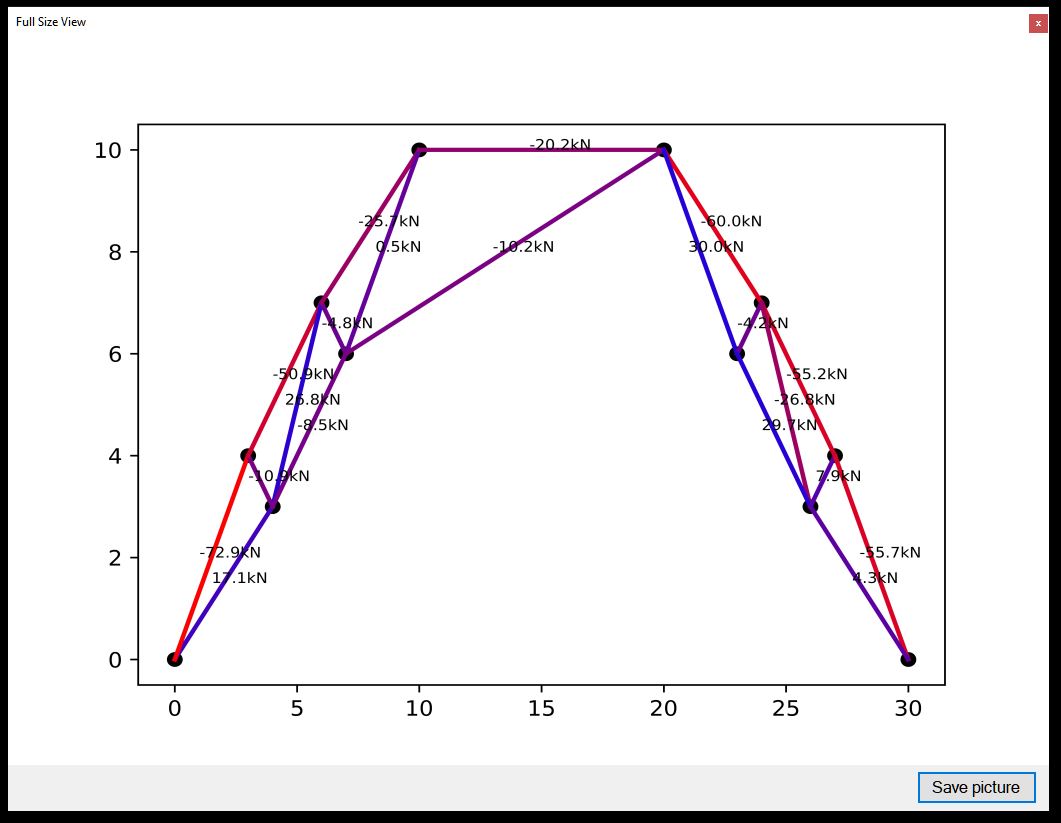 Full Size View
x
10
-20.2kN
-25.7kN
-60.0kN
8
0.5kN
-10.2kN
30.0kN
-4.8kN
-4.2kN
6
-50.9kN
-55.2kN
26.8kN
-26.8kN
-8.5kN
29.7kN
4
-10.9kN
7.9kN
2
-72.9kN
-55.7kN
17.1kN
4.3kN
0
0 5 10 15 20 25 30
Save picture